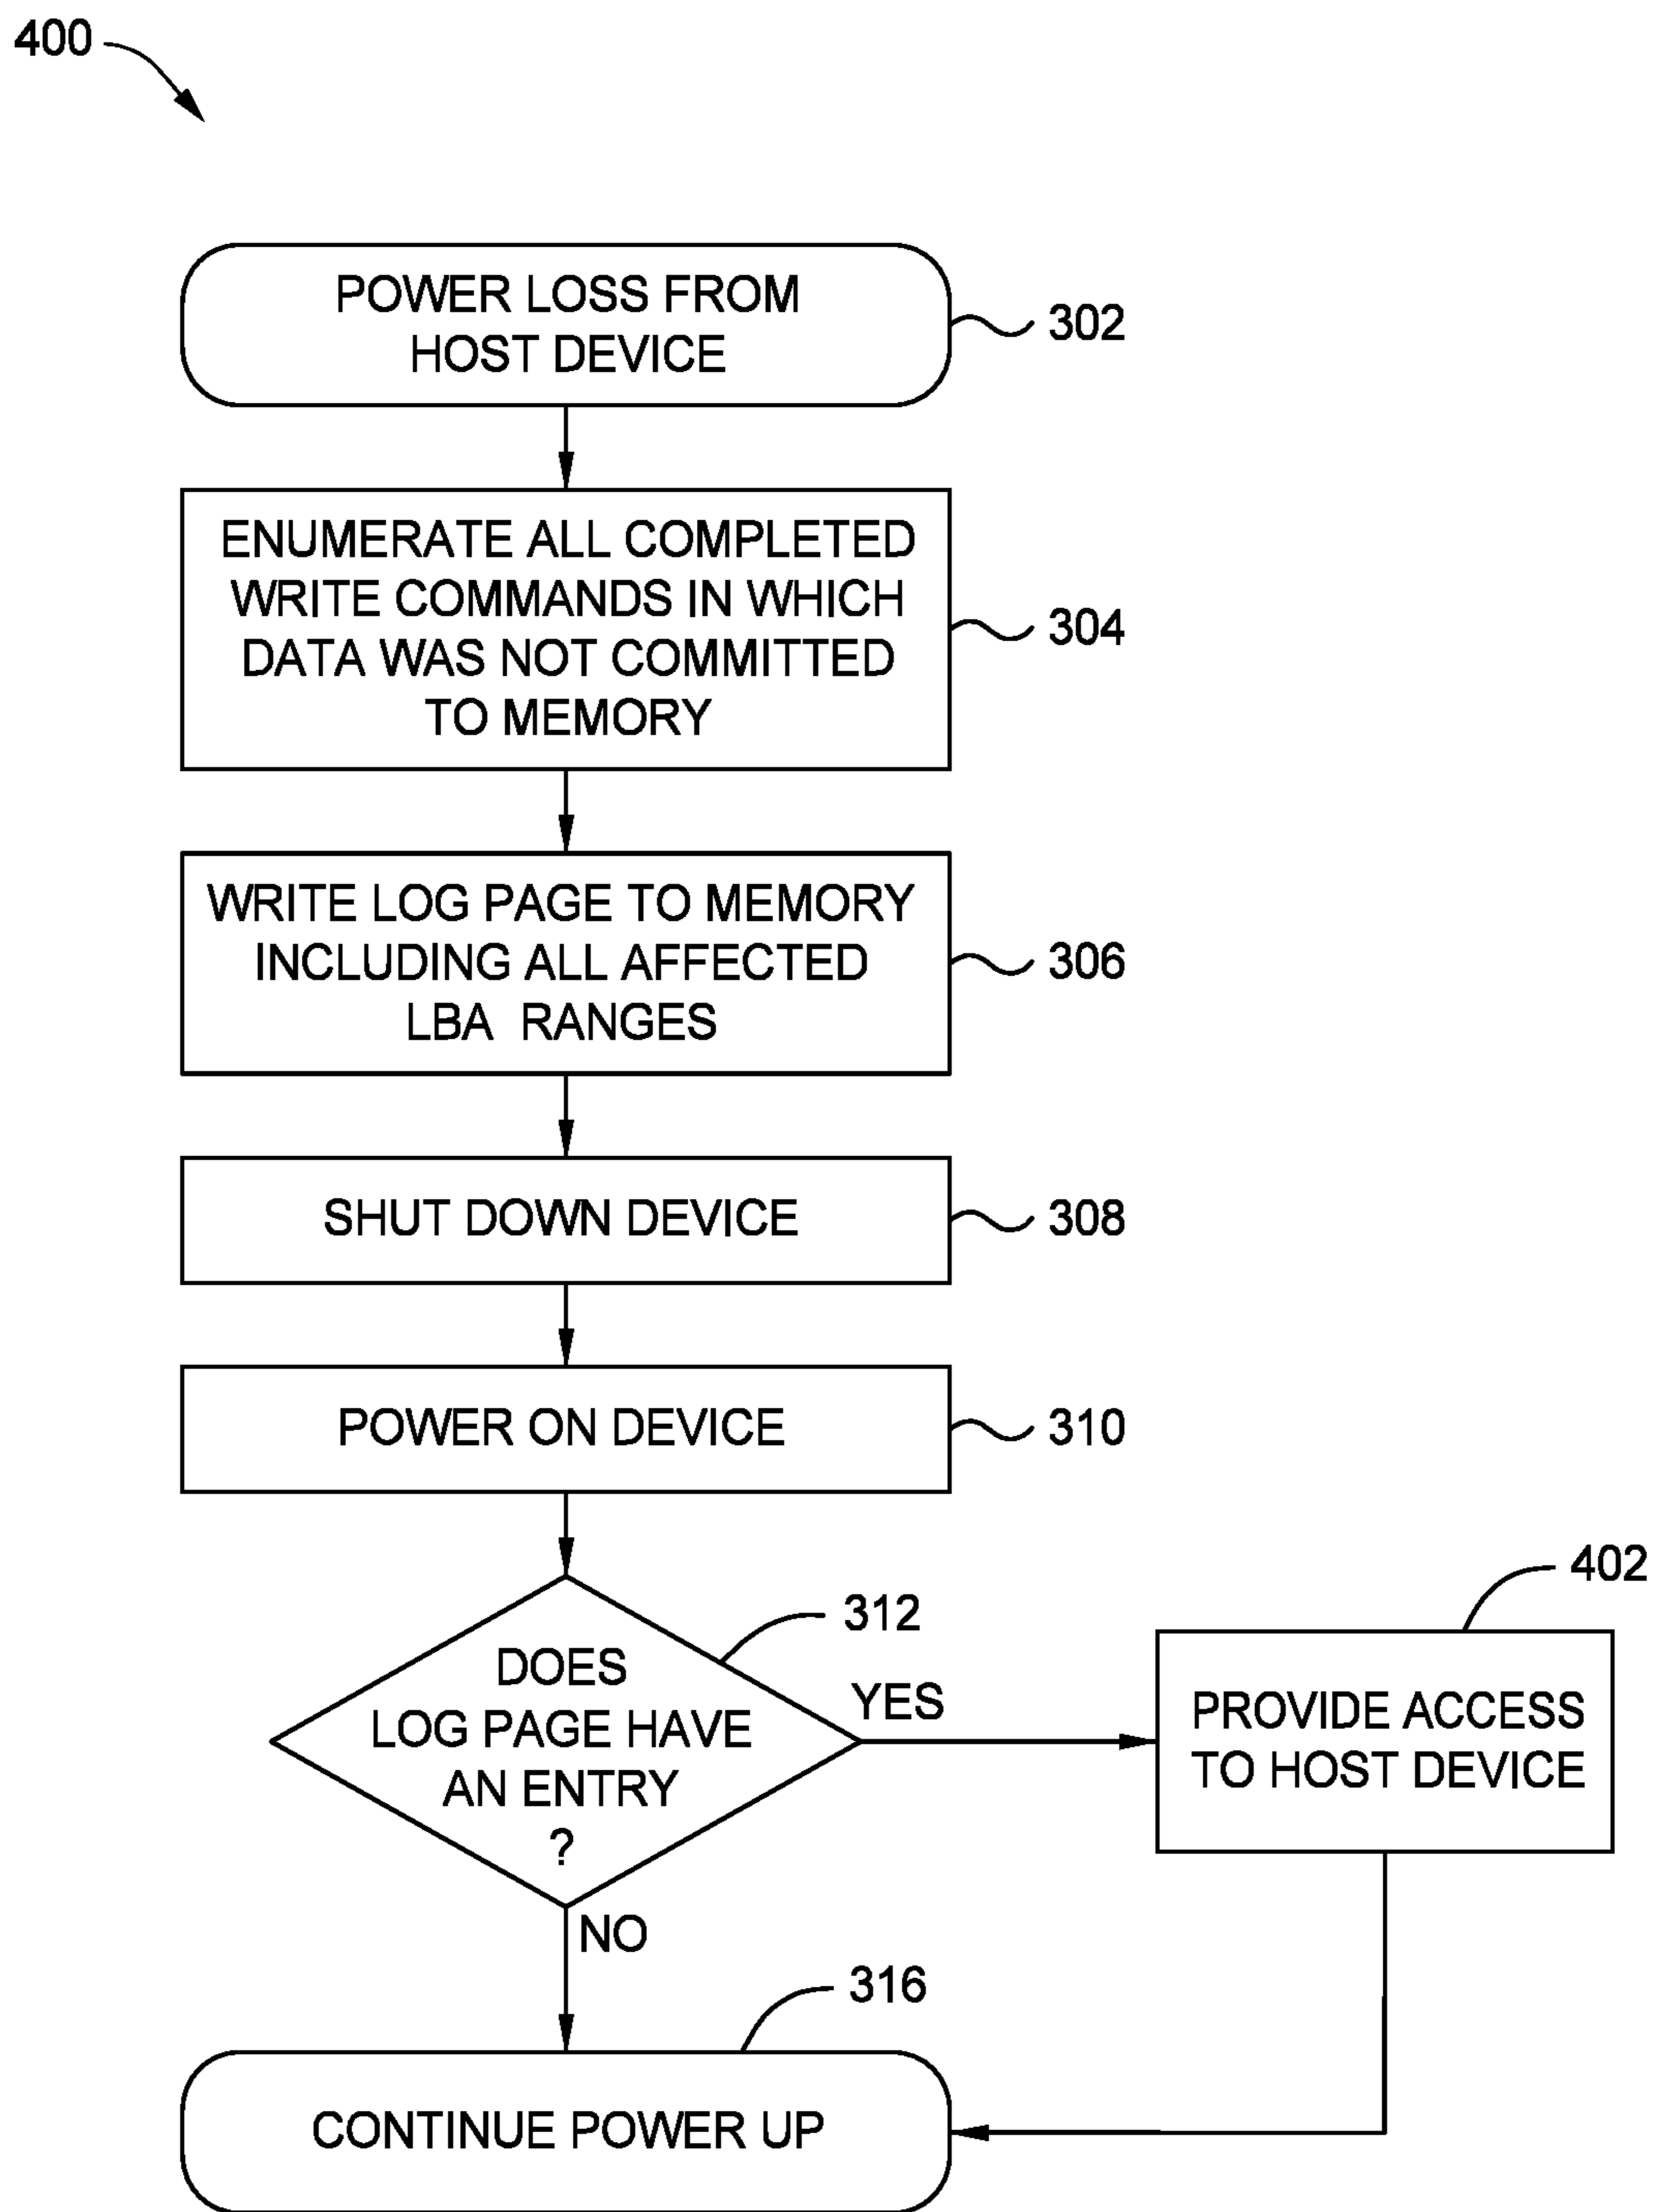 400
POWER LOSS FROM
HOST DEVICE
302
ENUMERATE ALL COMPLETED
WRITE COMMANDS IN WHICH
DATA WAS NOT COMMITTED
TO MEMORY
304
WRITE LOG PAGE TO MEMORY
INCLUDING ALL AFFECTED
LBA RANGES
306
SHUT DOWN DEVICE
308
POWER ON DEVICE
310
DOES
LOG PAGE HAVE
AN ENTRY
?
312
YES
402
PROVIDE ACCESS
TO HOST DEVICE
NO
316
CONTINUE POWER UP